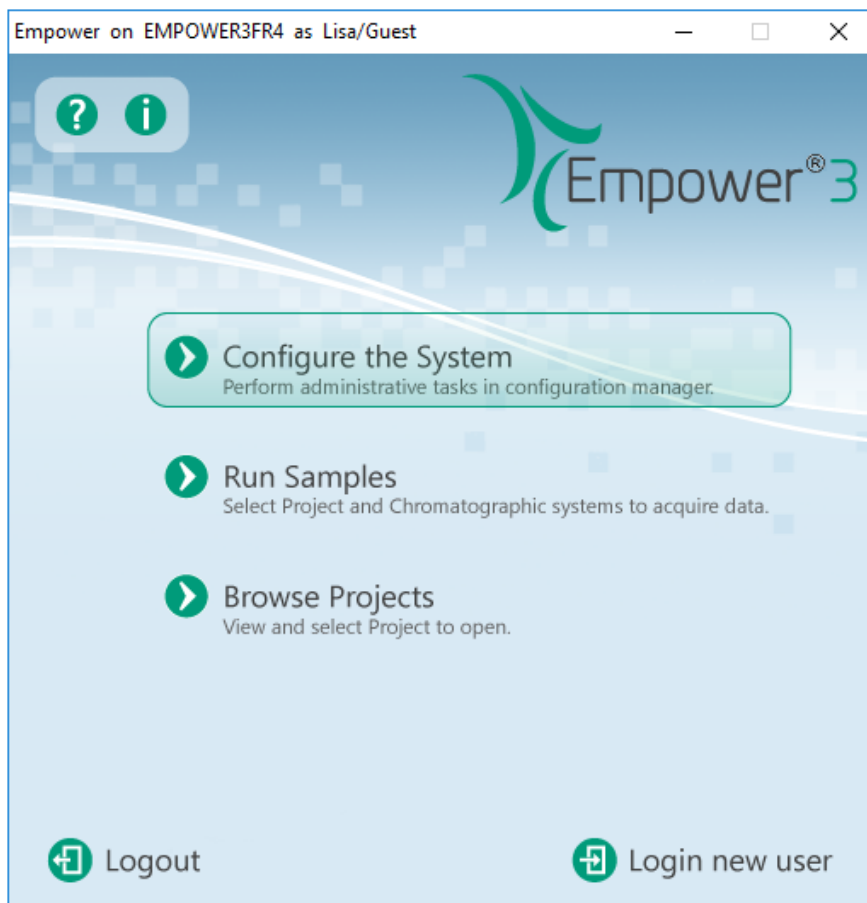 Empower on EMPOWER3FR4 as Lisa/Guest
? i
Empower®3
Configure the System
Perform administrative tasks in configuration manager.
Run Samples
Select Project and Chromatographic systems to acquire data.
Browse Projects
View and select Project to open.
Logout Login new user